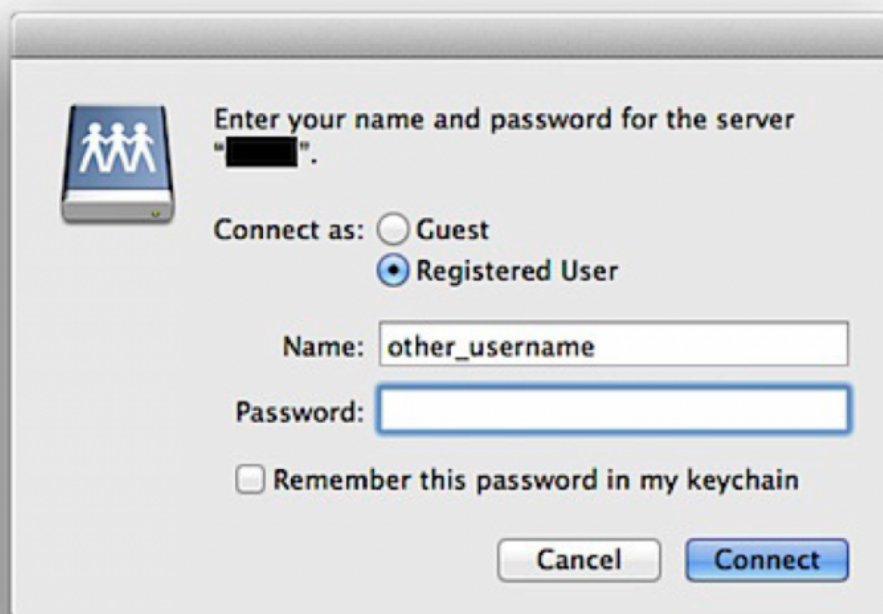 Enter your name and password for the server
“ ”.
Connect as: Guest
Registered User
Name: other_username
Password:
Remember this password in my keychain
Cancel Connect